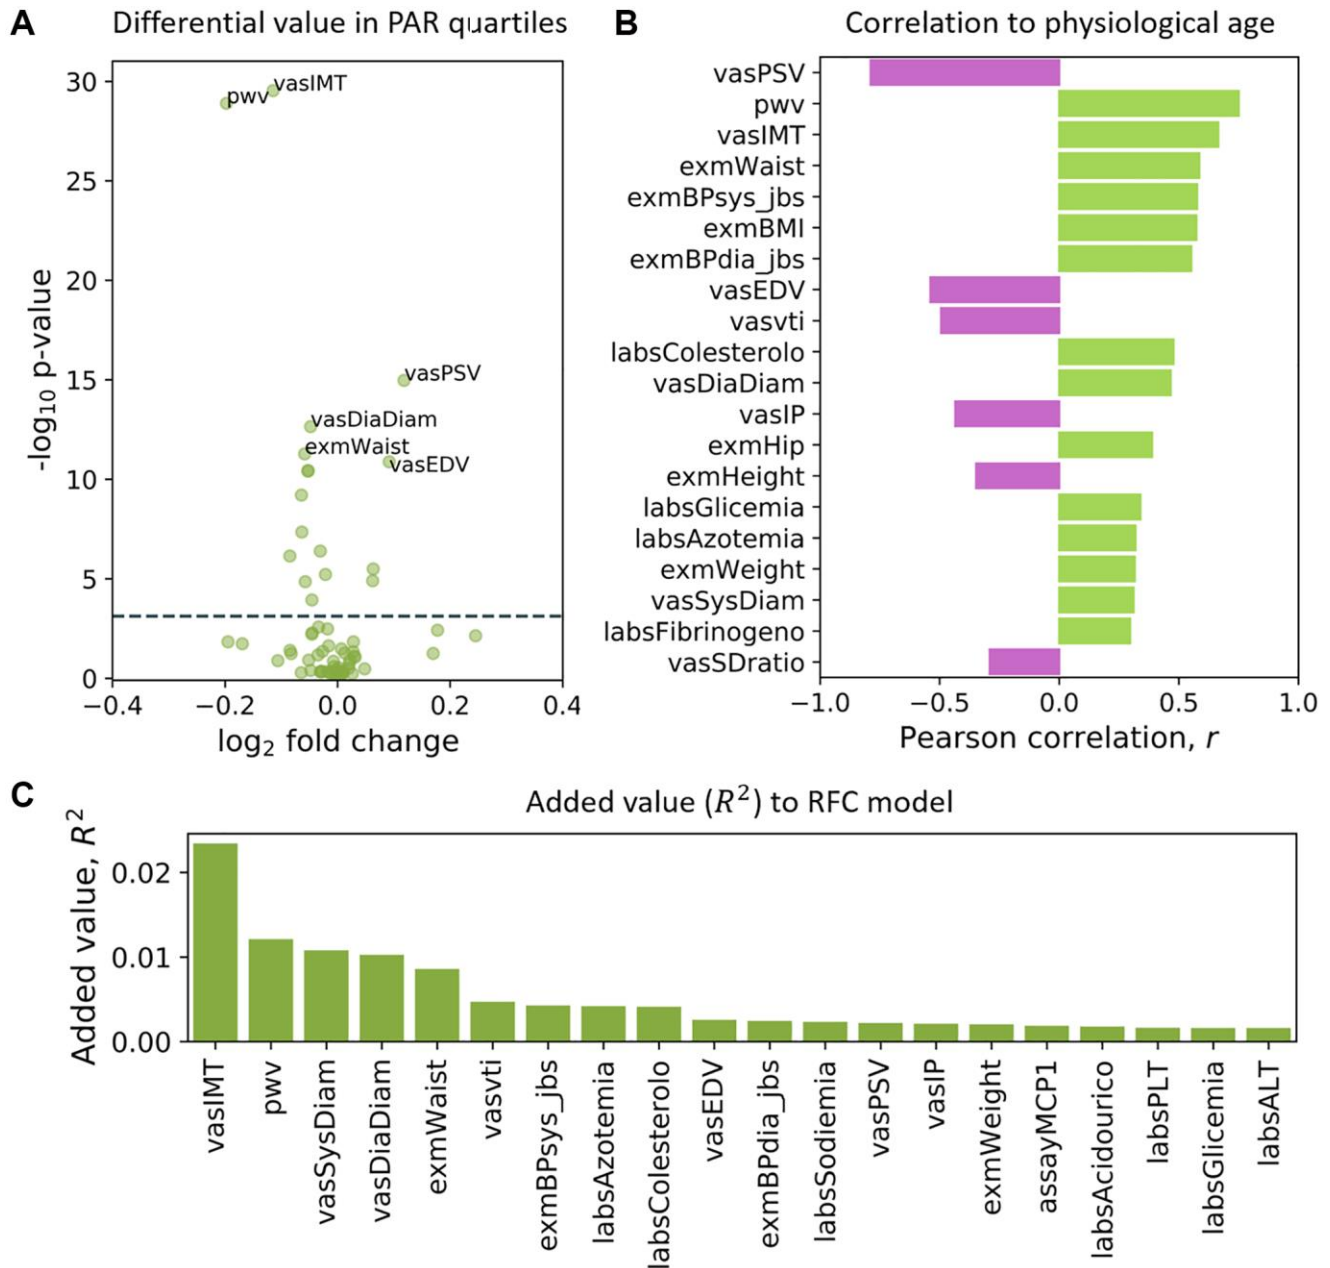 A
Differential value in PAR quartiles
30
25
20
15
10
5
0
-log10 p-value
pwv
vasIMT
vasPSV
vasDiaDiam
exmWaist
vasEDV
−0.4
−0.2
0.0
0.2
0.4
log2 fold change
B
Correlation to physiological age
vasPSV
pwv
vasIMT
exmWaist
exmBPsys_jbs
exmBMI
exmBPdia_jbs
vasEDV
vasvti
labsColesterolo
vasDiaDiam
vasIP
exmHip
exmHeight
labsGlicemia
labsAzotemia
exmWeight
vasSysDiam
labsFibrinogeno
vasSDratio
−1.0
−0.5
0.0
0.5
1.0
Pearson correlation, r
C
Added value (R²) to RFC model
Added value, R²
0.02
0.01
0.00
vasIMT
pwv
vasSysDiam
vasDiaDiam
exmWaist
vasvti
exmBPsys_jbs
labsAzotemia
labsColesterolo
vasEDV
exmBPdia_jbs
labsSodiemia
vasPSV
vasIP
exmWeight
assayMCP1
labsAcidourico
labsPLT
labsGlicemia
labsALT